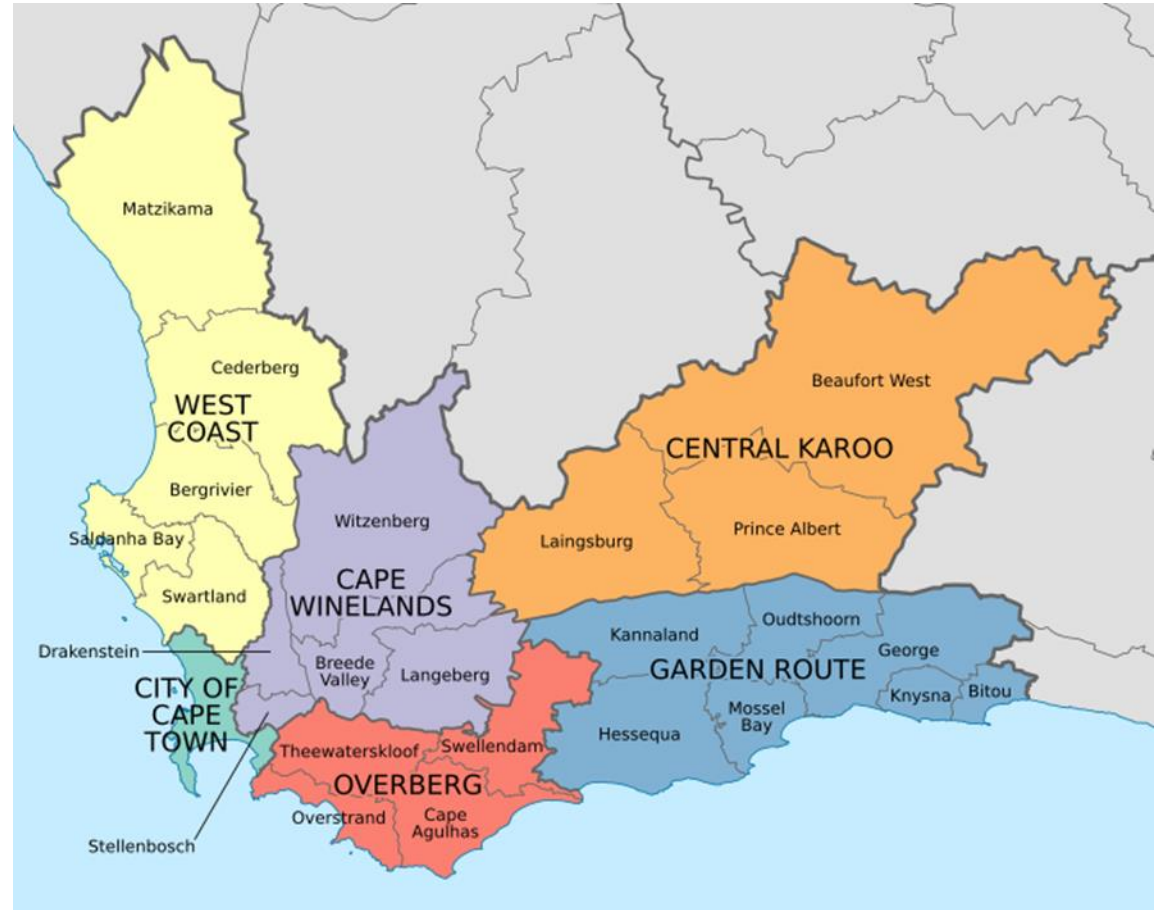 Matzikama
Cederberg
WEST
COAST
Bergrivier
Saldanha Bay
Swartland
Witzenberg
CAPE
WINELANDS
Drakenstein
Breede
Valley
Langeberg
CITY OF
CAPE
TOWN
Stellenbosch
Beaufort West
CENTRAL KAROO
Laingsburg
Prince Albert
Kannaland
Oudtshoorn
George
GARDEN ROUTE
Knysna
Bitou
Mossel
Bay
Hessequa
Theewaterskloof
Swellendam
OVERBERG
Overstrand
Cape
Agulhas